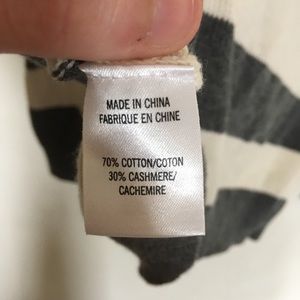 MADE IN CHINA
FABRIQUE EN CHINE
70% COTTON/COTON
30% CASHMERE/
CACHEMIRE